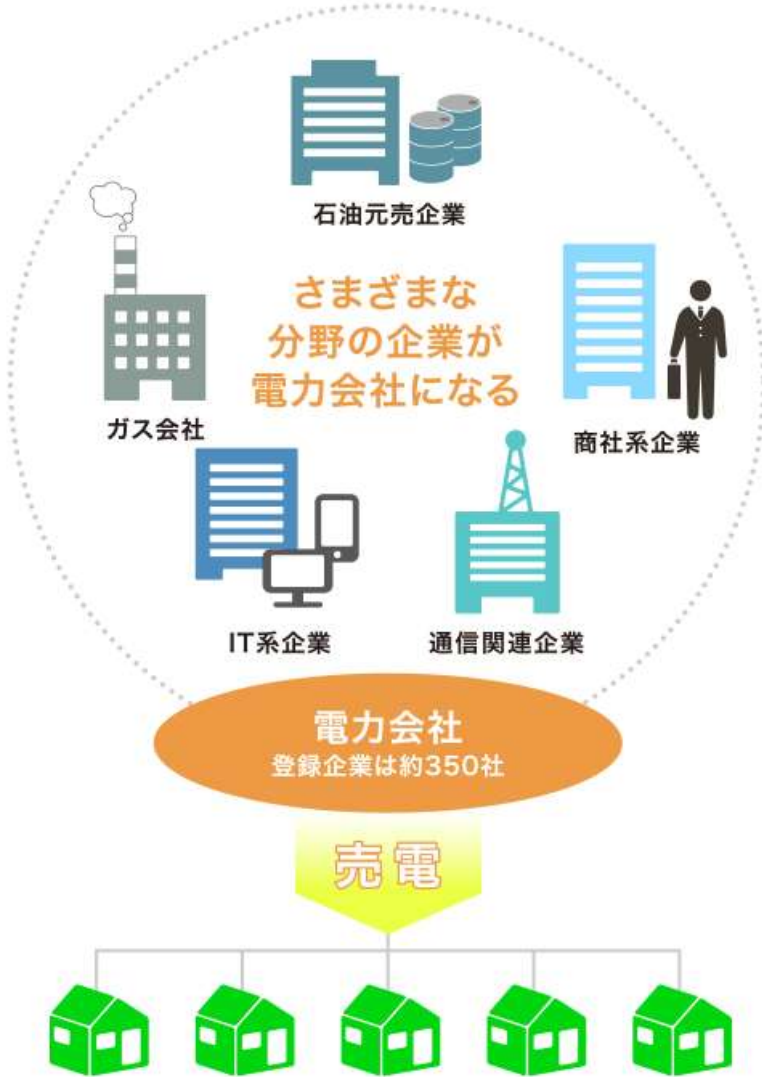 石油元売企業
さまざまな
分野の企業が
電力会社になる
ガス会社
商社系企業
IT系企業
通信関連企業
電力会社
登録企業は約350社
売電